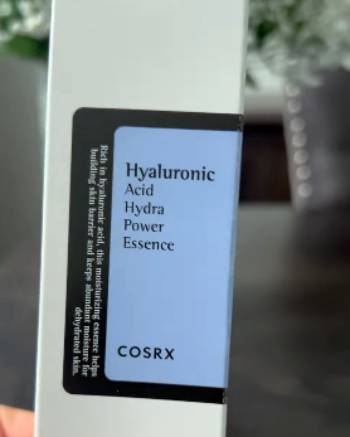 Hyaluronic
Acid
Hydra
Power
Essence
COSRX
Rich in hyaluronic acid, this moisturizing essence helps
building skin barrier and keeps abundant moisture for
dehydrated skin.